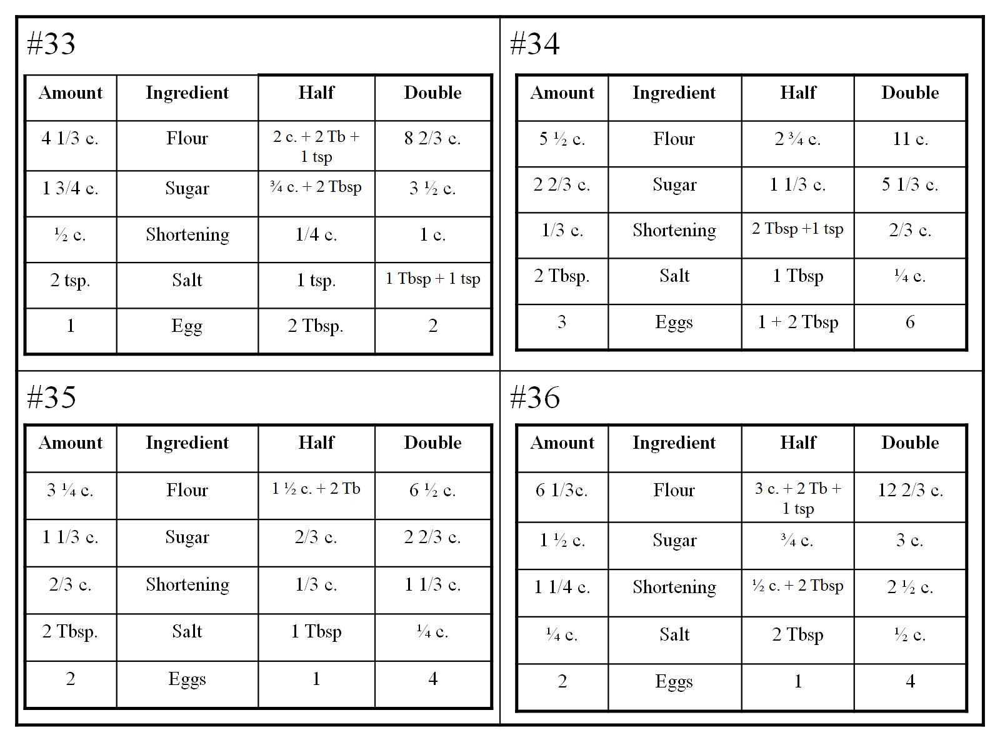 #33
Amount Ingredient Half Double
4 1/3 c. Flour 2 c. + 2 Tb + 1 tsp 8 2/3 c.
1 3/4 c. Sugar ¾ c. + 2 Tbsp 3 ½ c.
½ c. Shortening 1/4 c. 1 c.
2 tsp. Salt 1 tsp. 1 Tbsp + 1 tsp
1 Egg 2 Tbsp. 2
#34
Amount Ingredient Half Double
5 ½ c. Flour 2 ¾ c. 11 c.
2 2/3 c. Sugar 1 1/3 c. 5 1/3 c.
1/3 c. Shortening 2 Tbsp +1 tsp 2/3 c.
2 Tbsp. Salt 1 Tbsp ¼ c.
3 Eggs 1 + 2 Tbsp 6
#35
Amount Ingredient Half Double
3 ¼ c. Flour 1 ½ c. + 2 Tb 6 ½ c.
1 1/3 c. Sugar 2/3 c. 2 2/3 c.
2/3 c. Shortening 1/3 c. 1 1/3 c.
2 Tbsp. Salt 1 Tbsp ¼ c.
2 Eggs 1 4
#36
Amount Ingredient Half Double
6 1/3c. Flour 3 c. + 2 Tb + 1 tsp 12 2/3 c.
1 ½ c. Sugar ¾ c. 3 c.
1 1/4 c. Shortening ½ c. + 2 Tbsp 2 ½ c.
¼ c. Salt 2 Tbsp ½ c.
2 Eggs 1 4